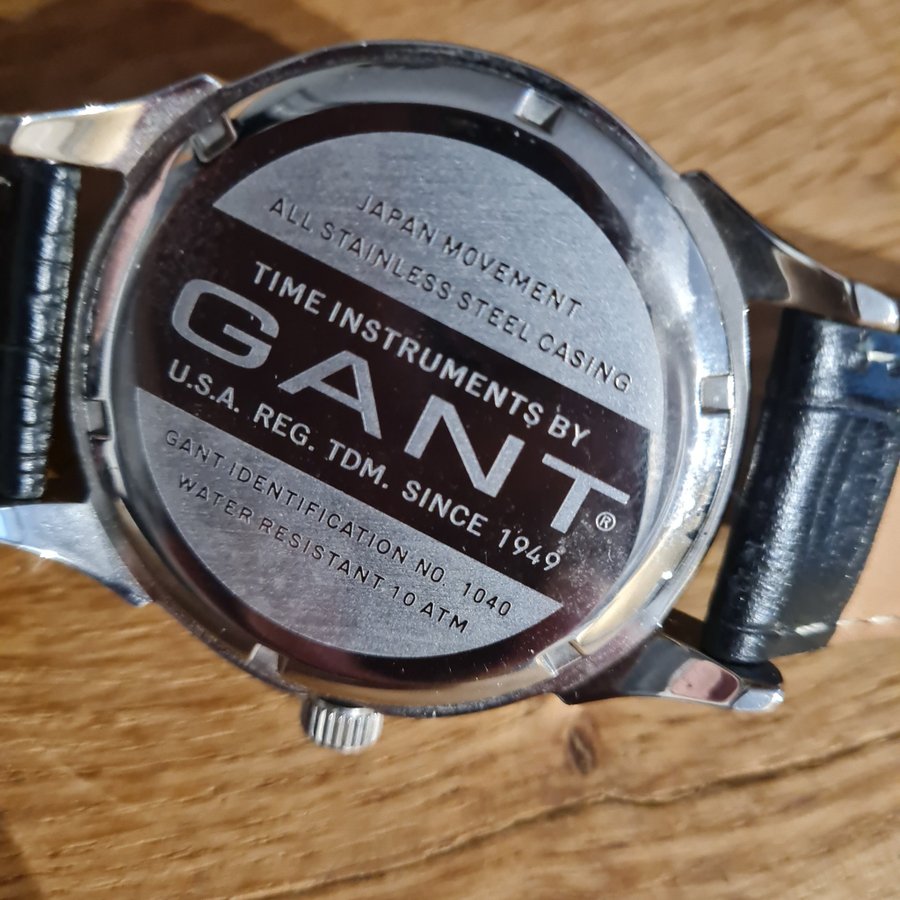 JAPAN MOVEMENT
ALL STAINLESS STEEL CASING
TIME INSTRUMENTS BY
GANT®
U.S.A. REG. TDM. SINCE 1949
GANT IDENTIFICATION NO. 1040
WATER RESISTANT 10 ATM